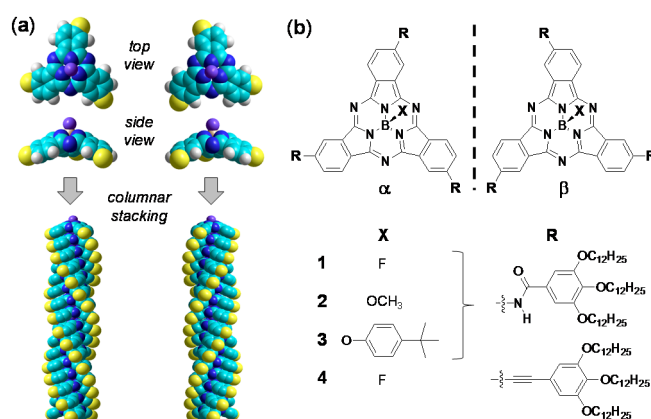 (a)
top view
side view
columnar stacking
(b)
R
R
X
X
N
N
N
N
N
N
B
B
N
N
N
N
N
N
R
R
R
R
α
β
X
R
1 F
2 OCH₃
3 O
4 F
O
N
H
OC₁₂H₂₅
OC₁₂H₂₅
OC₁₂H₂₅
OC₁₂H₂₅
OC₁₂H₂₅
OC₁₂H₂₅